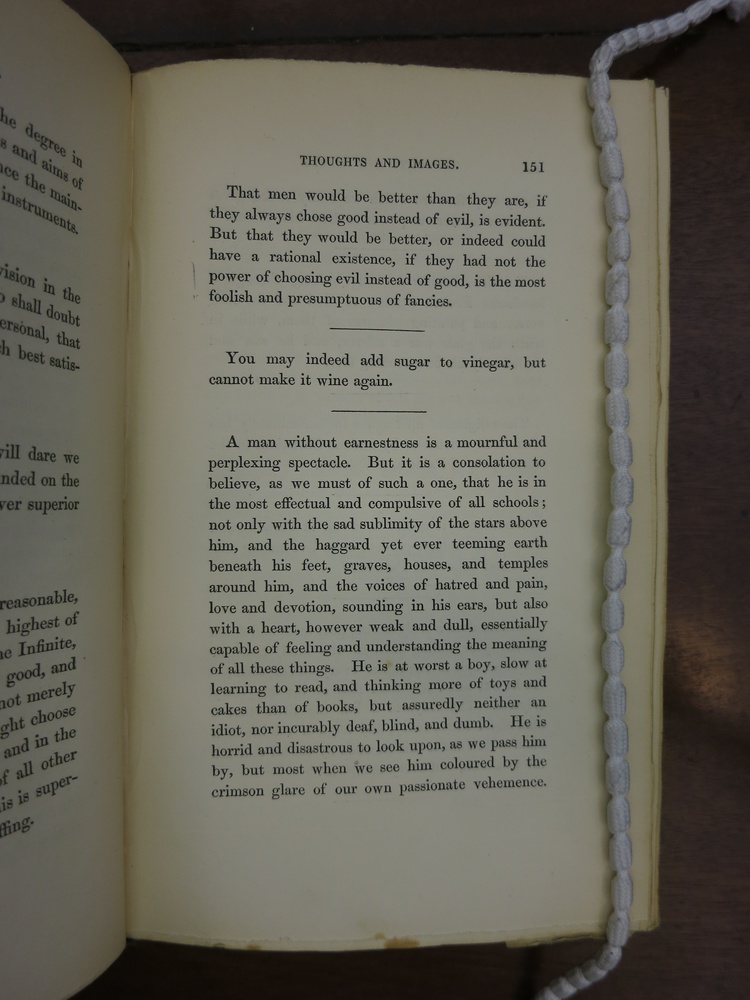 he degree in
s and aims of
nce the main-
instruments.
vision in the
o shall doubt
ersonal, that
h best satis-
will dare we
nded on the
ver superior
reasonable,
highest of
Infinite,
good, and
not merely
ght choose
and in the
of all other
is super-
ffing.
THOUGHTS AND IMAGES. 151
That men would be better than they are, if
they always chose good instead of evil, is evident.
But that they would be better, or indeed could
have a rational existence, if they had not the
power of choosing evil instead of good, is the most
foolish and presumptuous of fancies.
You may indeed add sugar to vinegar, but
cannot make it wine again.
A man without earnestness is a mournful and
perplexing spectacle. But it is a consolation to
believe, as we must of such a one, that he is in
the most effectual and compulsive of all schools;
not only with the sad sublimity of the stars above
him, and the haggard yet ever teeming earth
beneath his feet, graves, houses, and temples
around him, and the voices of hatred and pain,
love and devotion, sounding in his ears, but also
with a heart, however weak and dull, essentially
capable of feeling and understanding the meaning
of all these things. He is at worst a boy, slow at
learning to read, and thinking more of toys and
cakes than of books, but assuredly neither an
idiot, nor incurably deaf, blind, and dumb. He is
horrid and disastrous to look upon, as we pass him
by, but most when we see him coloured by the
crimson glare of our own passionate vehemence.